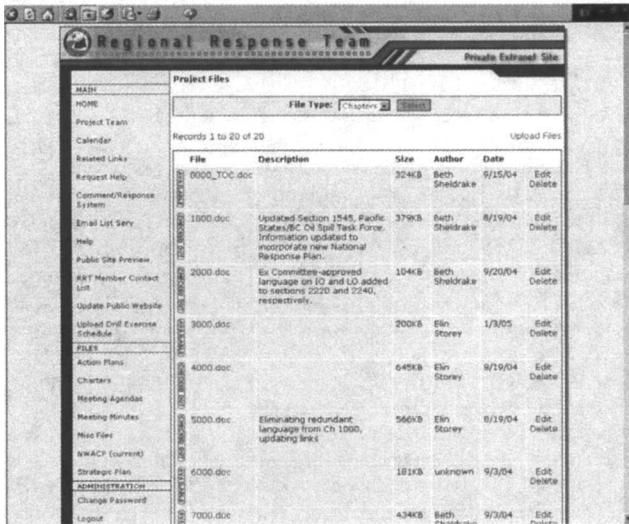 Regional Response Team
Private Extranet Site
MAIN
HOME
Project Team
Calendar
Related Links
Request Help
Comment/Response
System
Email List Serv
Help
Public Site Preview
RRT Member Contact
List
Update Public Website
Upload Drill Exercise
Schedule
FILES
Action Plans
Charters
Meeting Agendas
Meeting Minutes
Misc Files
NWACP (current)
Strategic Plan
ADMINISTRATION
Change Password
Logout
Project Files
File Type: Chapters Select
Records 1 to 20 of 20 Upload Files
File Description Size Author Date
0000_TOC.doc 324KB Beth 9/15/04 Edit
Sheldrake Delete
1000.doc Updated Section 1545, Pacific 379KB Beth 8/19/04 Edit
States/BC Oil Spill Task Force. Sheldrake Delete
Information updated to
incorporate new National
Response Plan.
2000.doc Ex Committee-approved 104KB Beth 9/20/04 Edit
language on IO and LO added Sheldrake Delete
to sections 2220 and 2240,
respectively.
3000.doc 200KB Elin 1/3/05 Edit
Storey Delete
4000.doc 645KB Elin 8/19/04 Edit
Storey Delete
5000.doc Eliminating redundant 566KB Elin 8/19/04 Edit
language from Ch 1000, Storey Delete
updating links
6000.doc 181KB unknown 9/3/04 Edit
Delete
7000.doc 434KB Beth 9/3/04 Edit
Sheldrake Delete